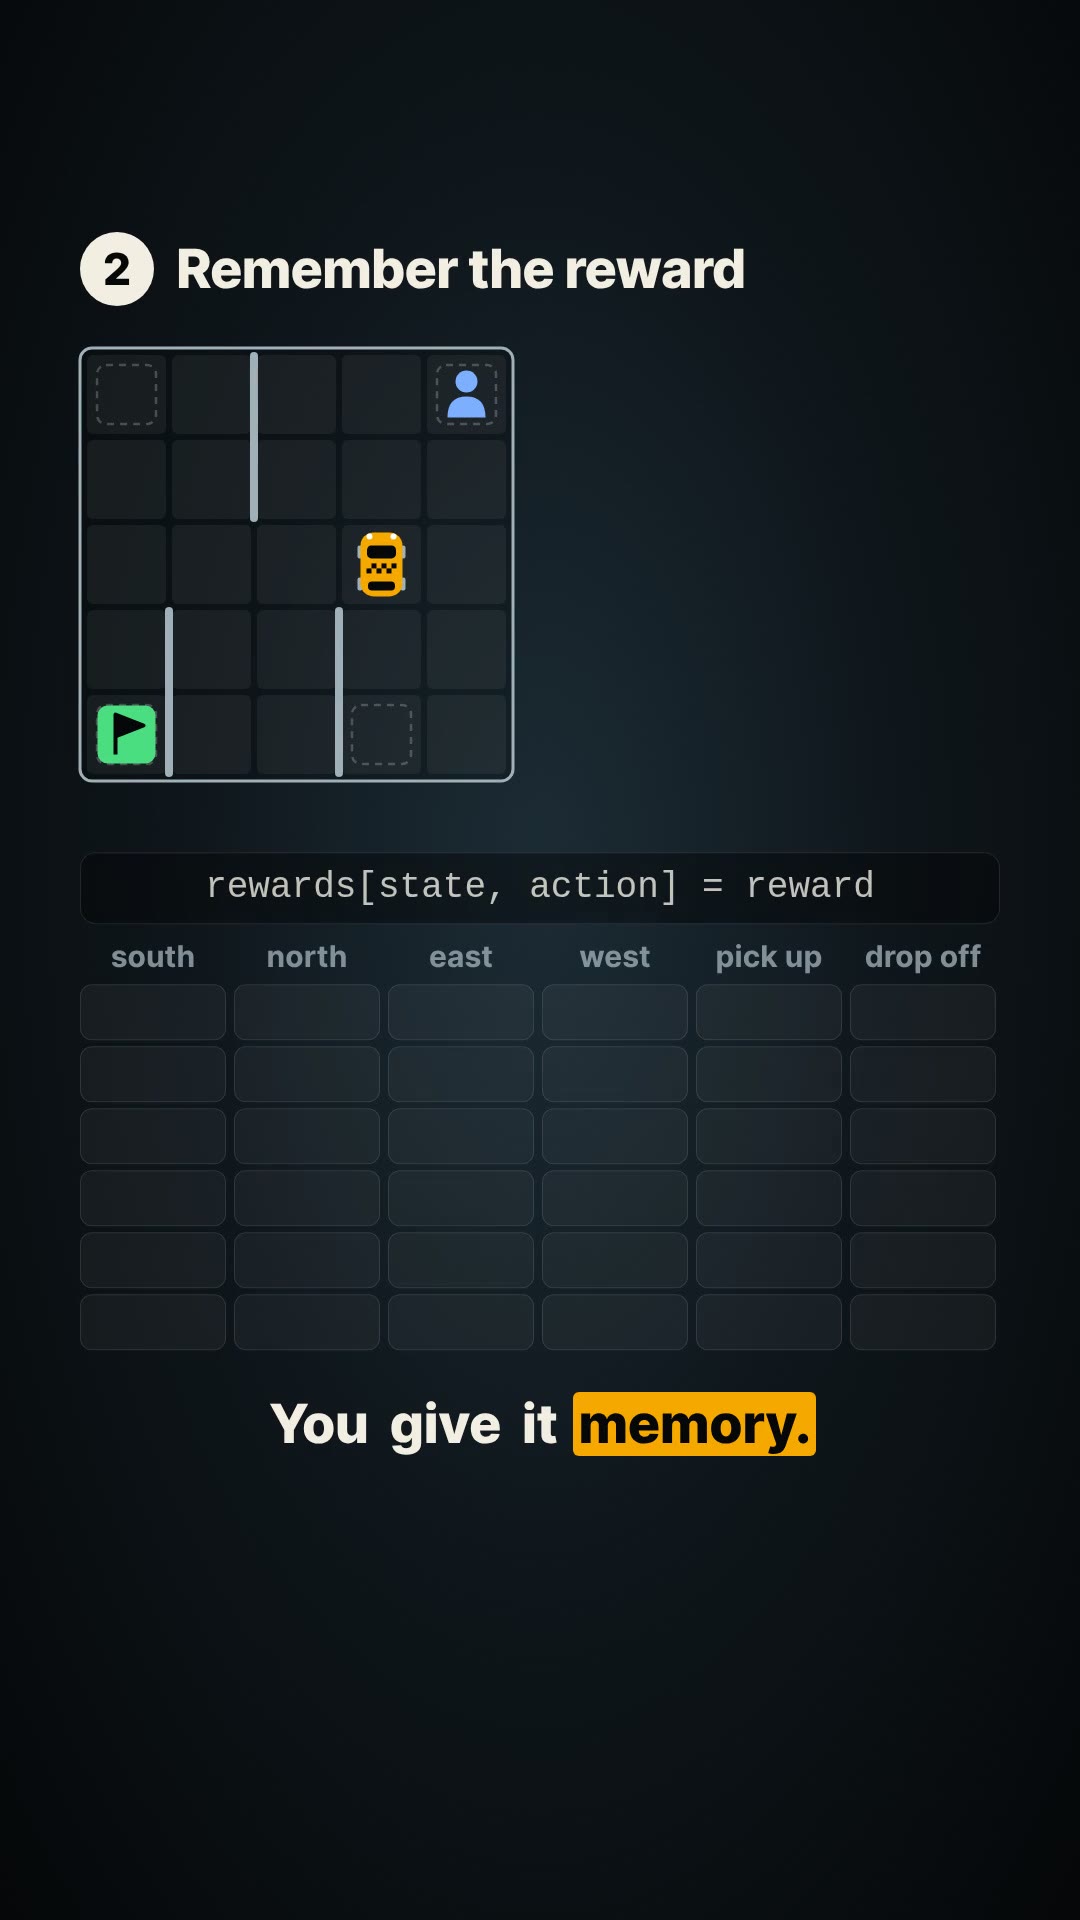 2 Remember the reward
rewards[state, action] = reward
south north east west pick up drop off
You give it memory.